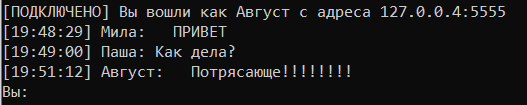 [ПОДКЛЮЧЕНО] Вы вошли как Август с адреса 127.0.0.4:5555
[19:48:29] Мила:   ПРИВЕТ
[19:49:00] Паша: Как дела?
[19:51:12] Август:   Потрясающе!!!!!!!!
Вы: